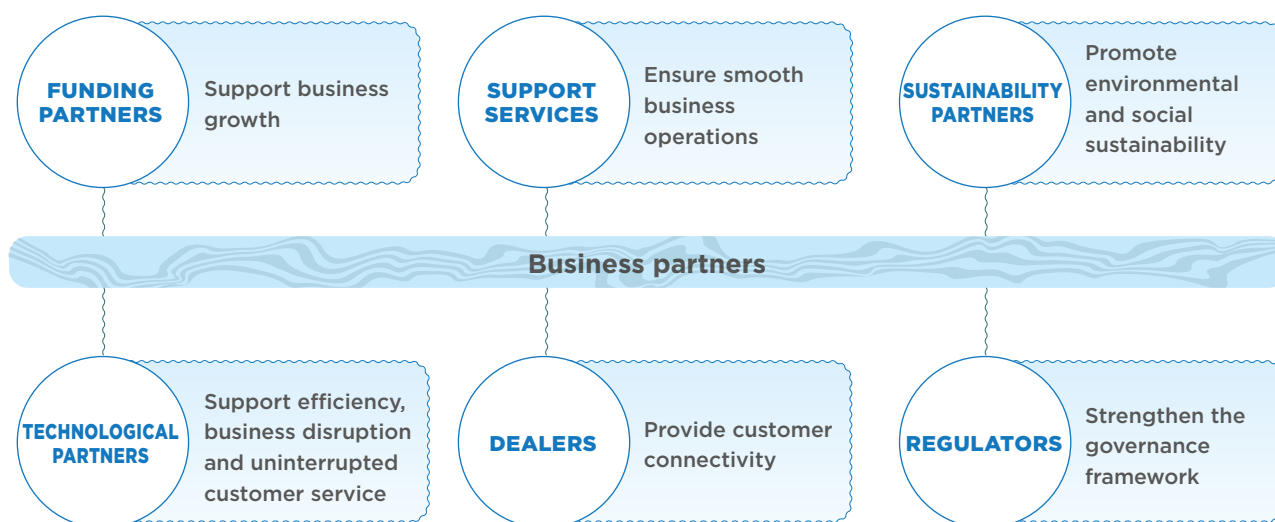 FUNDING
PARTNERS
Support business
growth
SUPPORT
SERVICES
Ensure smooth
business
operations
SUSTAINABILITY
PARTNERS
Promote
environmental
and social
sustainability
Business partners
TECHNOLOGICAL
PARTNERS
Support efficiency,
business disruption
and uninterrupted
customer service
DEALERS
Provide customer
connectivity
REGULATORS
Strengthen the
governance
framework